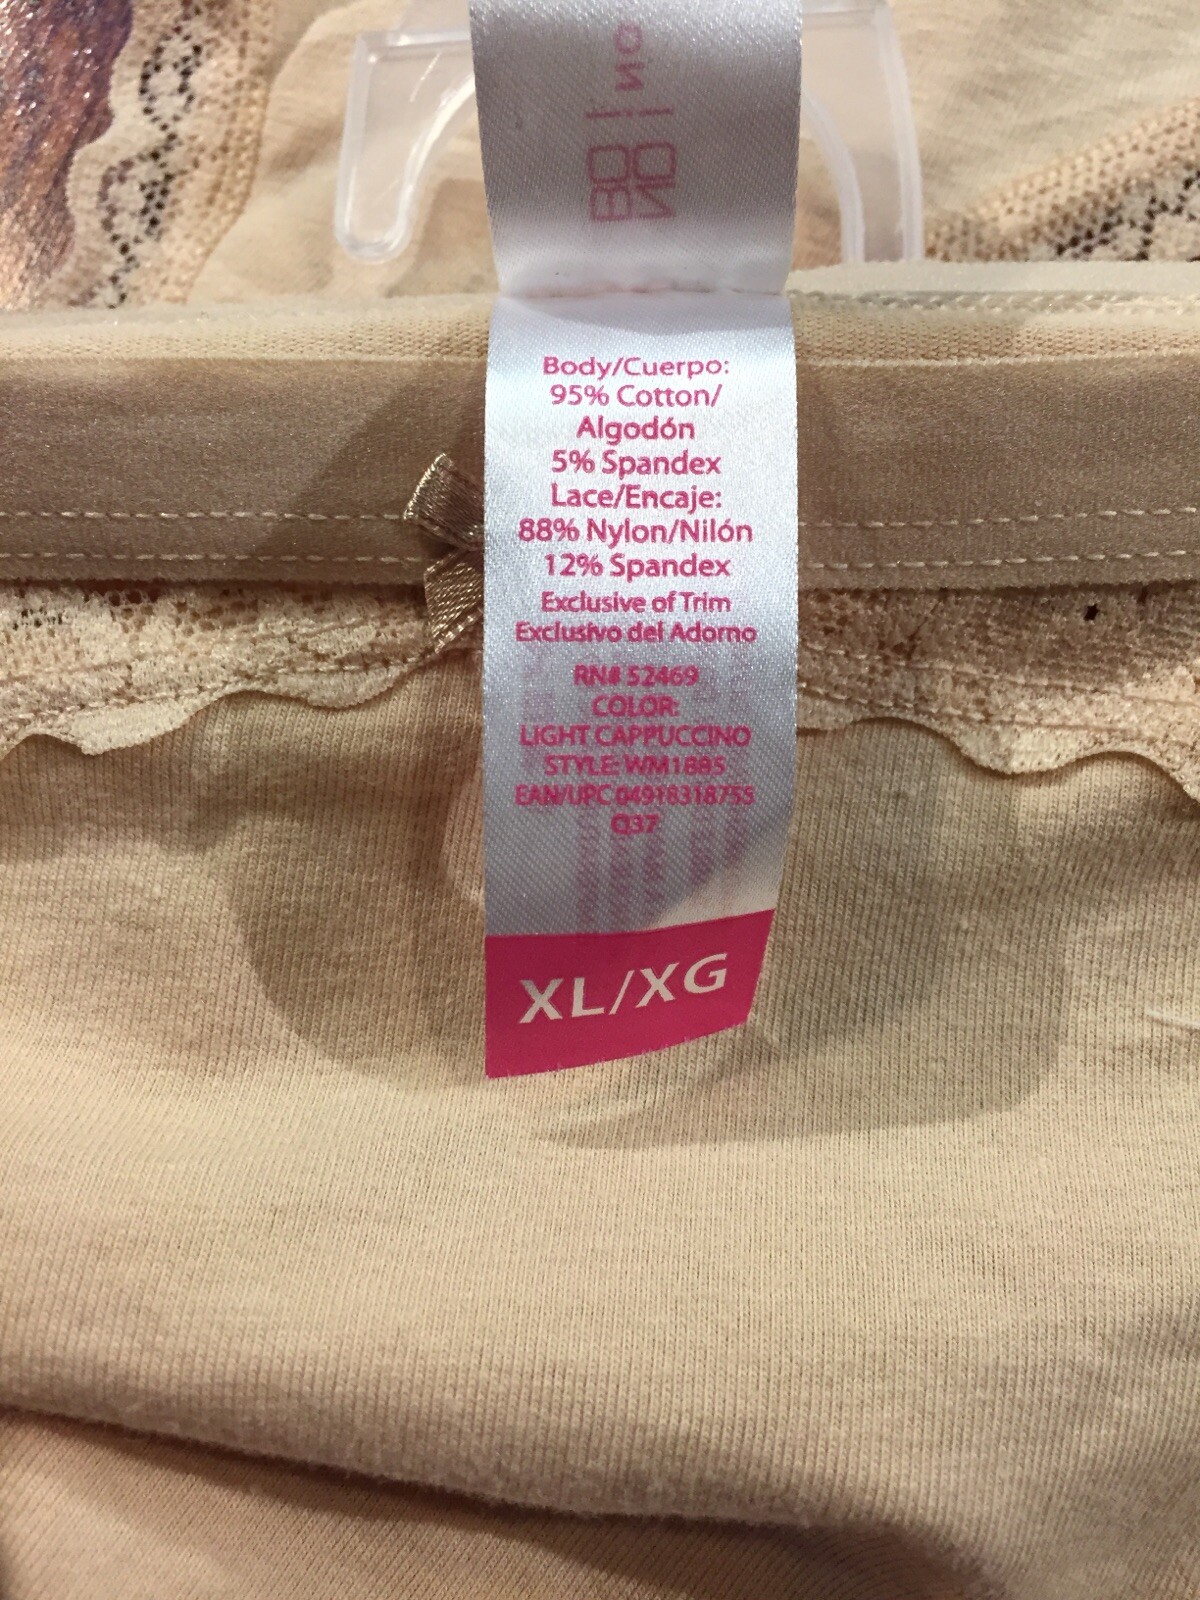 Body/Cuerpo:
95% Cotton/
Algodón
5% Spandex
Lace/Encaje:
88% Nylon/Nilón
12% Spandex
Exclusive of Trim
Exclusivo del Adorno
RN# 52469
COLOR:
LIGHT CAPPUCCINO
STYLE: WM1885
EAN/UPC 04918318755
Q37
XL/XG